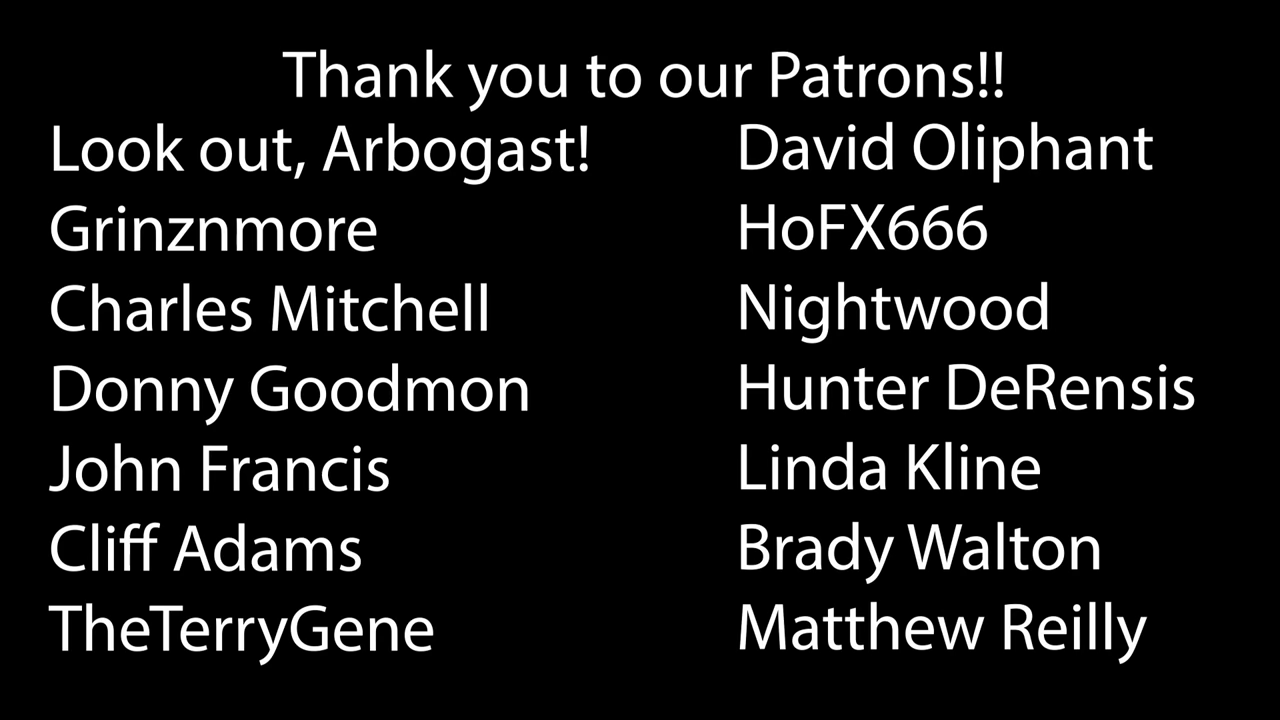 Thank you to our Patrons!!
Look out, Arbogast!
Grinznmore
Charles Mitchell
Donny Goodmon
John Francis
Cliff Adams
TheTerryGene
David Oliphant
HoFX666
Nightwood
Hunter DeRensis
Linda Kline
Brady Walton
Matthew Reilly